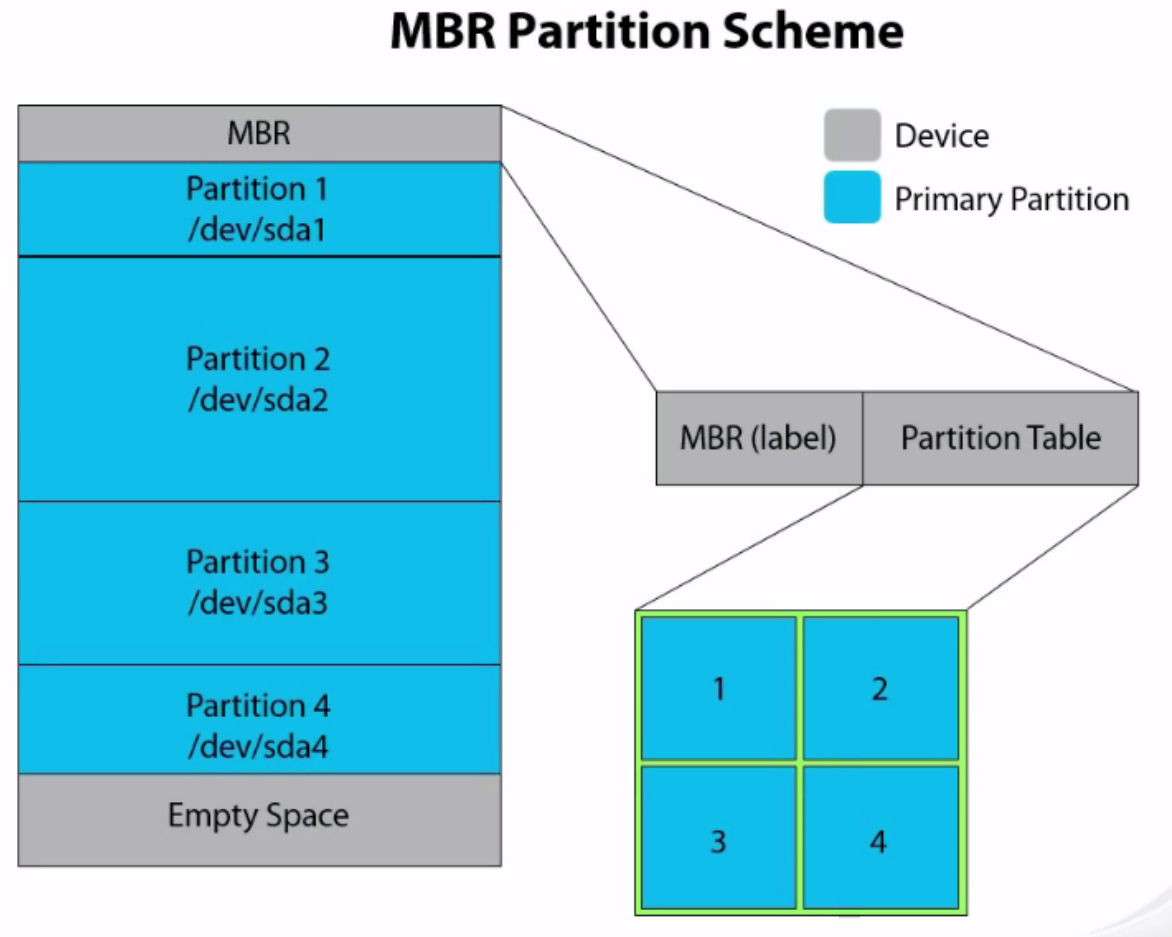 MBR Partition Scheme
MBR
Partition 1
/dev/sda1
Partition 2
/dev/sda2
Partition 3
/dev/sda3
Partition 4
/dev/sda4
Empty Space
Device
Primary Partition
MBR (label)
Partition Table
1
2
3
4